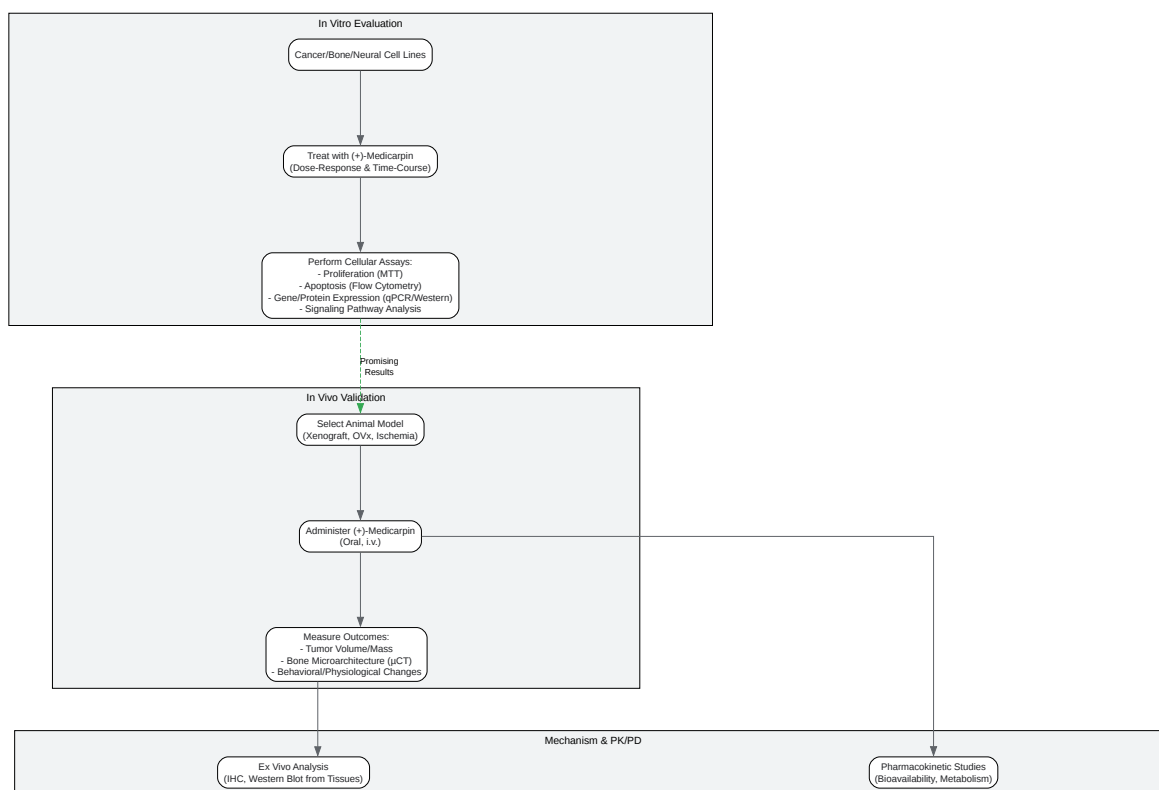 In Vitro Evaluation
Cancer/Bone/Neural Cell Lines
Treat with (+)-Medicarpin
(Dose-Response & Time-Course)
Perform Cellular Assays:
- Proliferation (MTT)
- Apoptosis (Flow Cytometry)
- Gene/Protein Expression (qPCR/Western)
- Signaling Pathway Analysis
Promising
Results
In Vivo Validation
Select Animal Model
(Xenograft, OVx, Ischemia)
Administer (+)-Medicarpin
(Oral, i.v.)
Measure Outcomes:
- Tumor Volume/Mass
- Bone Microarchitecture (µCT)
- Behavioral/Physiological Changes
Mechanism & PK/PD
Ex Vivo Analysis
(IHC, Western Blot from Tissues)
Pharmacokinetic Studies
(Bioavailability, Metabolism)